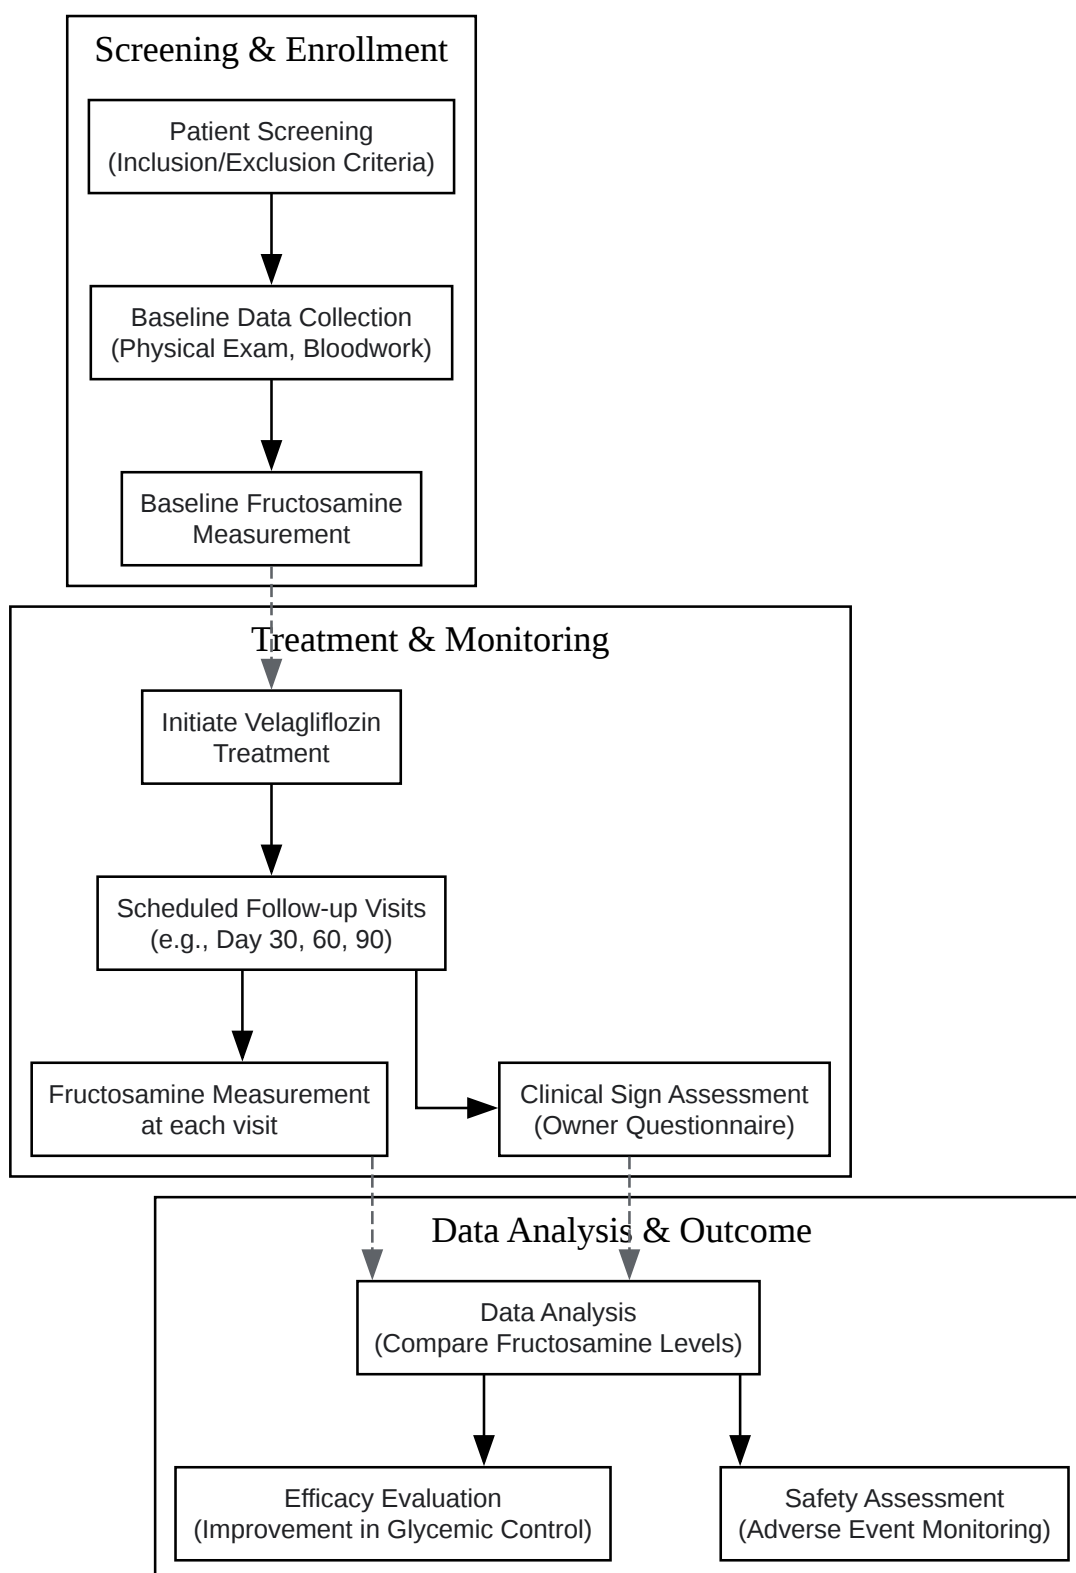 Screening & Enrollment
Patient Screening
(Inclusion/Exclusion Criteria)
Baseline Data Collection
(Physical Exam, Bloodwork)
Baseline Fructosamine
Measurement
Treatment & Monitoring
Initiate Velagliflozin
Treatment
Scheduled Follow-up Visits
(e.g., Day 30, 60, 90)
Fructosamine Measurement
at each visit
Clinical Sign Assessment
(Owner Questionnaire)
Data Analysis & Outcome
Data Analysis
(Compare Fructosamine Levels)
Efficacy Evaluation
(Improvement in Glycemic Control)
Safety Assessment
(Adverse Event Monitoring)